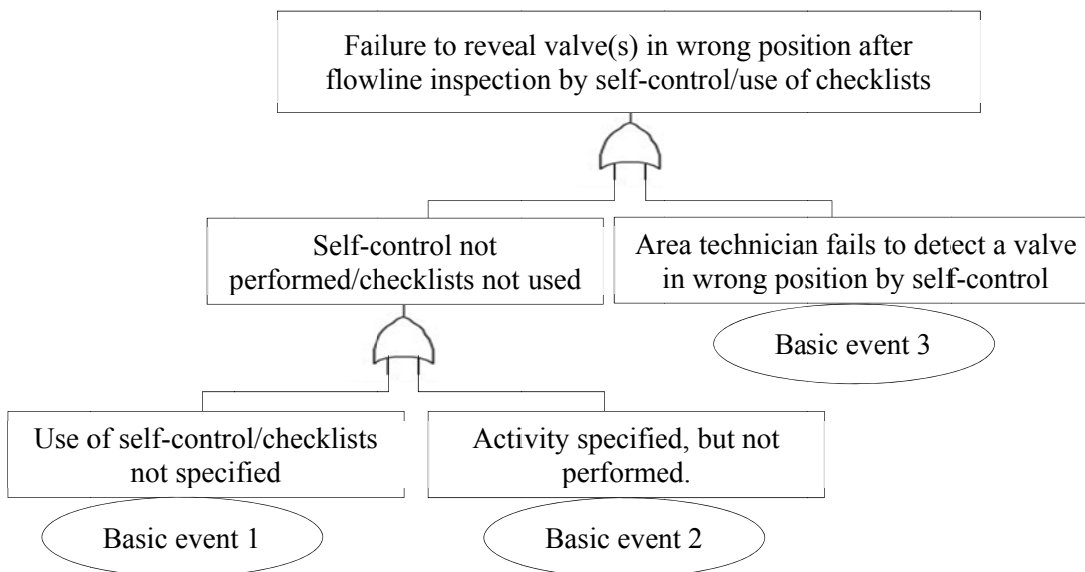 Failure to reveal valve(s) in wrong position after
flowline inspection by self-control/use of checklists
Self-control not
performed/checklists not used
Area technician fails to detect a valve
in wrong position by self-control
Basic event 3
Use of self-control/checklists
not specified
Activity specified, but not
performed.
Basic event 1
Basic event 2